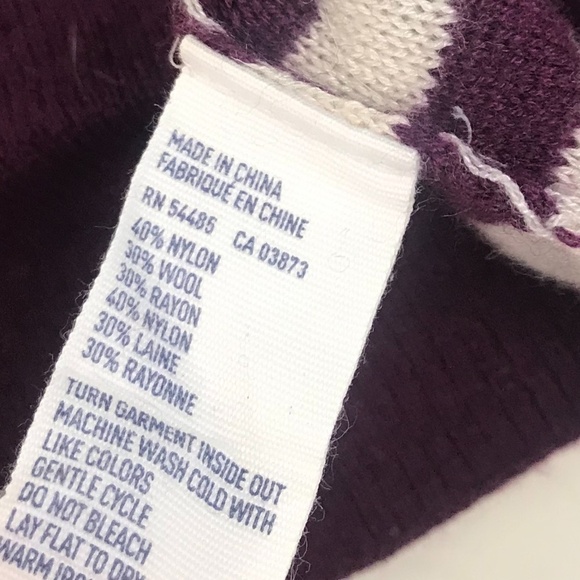 MADE IN CHINA
FABRIQUÉ EN CHINE
RN 54485 CA 03873
40% NYLON
30% WOOL
30% RAYON
40% NYLON
30% LAINE
30% RAYONNE
TURN GARMENT INSIDE OUT
MACHINE WASH COLD WITH
LIKE COLORS
GENTLE CYCLE
DO NOT BLEACH
LAY FLAT TO DRY
WARM